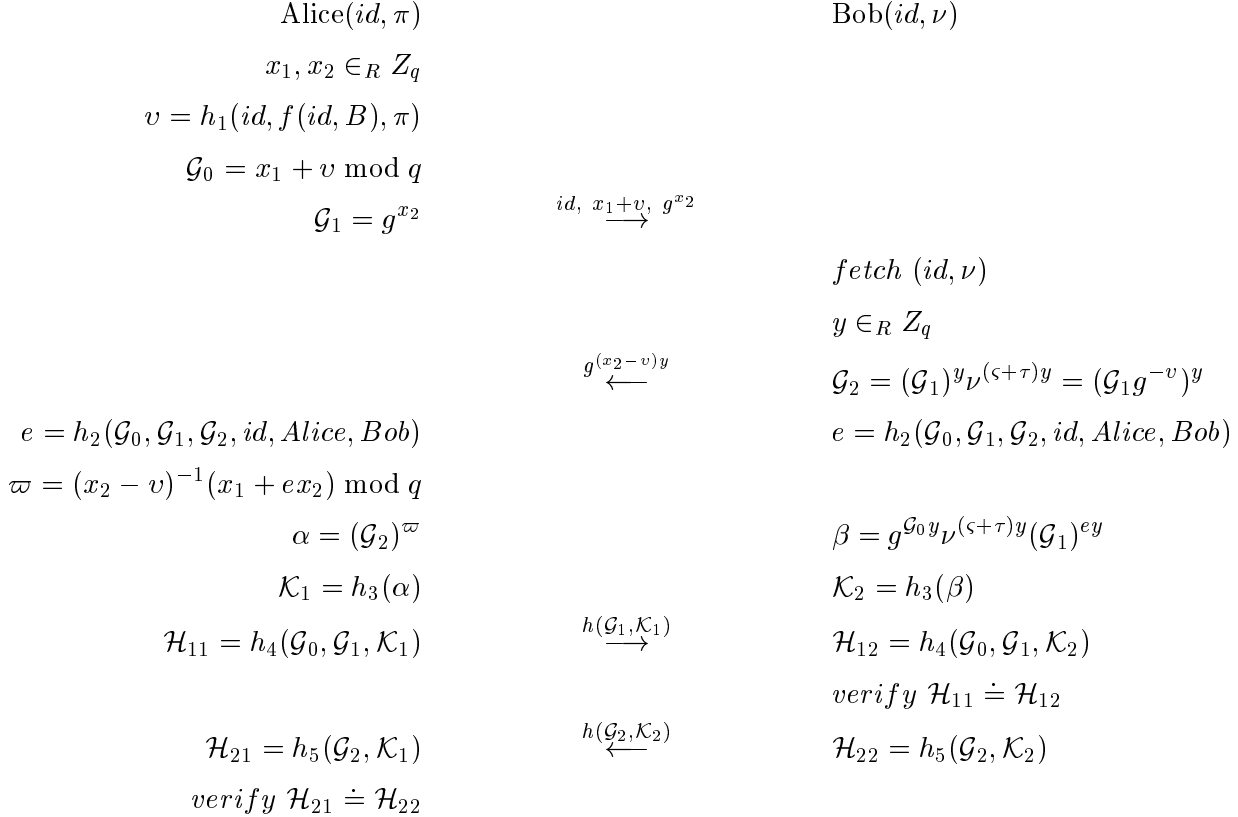 Alice(id, π) Bob(id, ν)
x₁, x₂ ∈_R Z_q
υ = h₁(id, f(id, B), π)
𝒢₀ = x₁ + υ mod q
𝒢₁ = g^{x₂} id, x₁+υ, g^{x₂} ⟶
fetch (id, ν)
y ∈_R Z_q
g^{(x₂−υ)y} ⟵ 𝒢₂ = (𝒢₁)^y ν^{(ς+τ)y} = (𝒢₁g^{−υ})^y
e = h₂(𝒢₀, 𝒢₁, 𝒢₂, id, Alice, Bob) e = h₂(𝒢₀, 𝒢₁, 𝒢₂, id, Alice, Bob)
ϖ = (x₂ − υ)^{−1}(x₁ + ex₂) mod q
α = (𝒢₂)^ϖ β = g^{𝒢₀y} ν^{(ς+τ)y} (𝒢₁)^{ey}
𝒦₁ = h₃(α) 𝒦₂ = h₃(β)
ℋ₁₁ = h₄(𝒢₀, 𝒢₁, 𝒦₁) h(𝒢₁,𝒦₁) ⟶ ℋ₁₂ = h₄(𝒢₀, 𝒢₁, 𝒦₂)
verify ℋ₁₁ ≐ ℋ₁₂
ℋ₂₁ = h₅(𝒢₂, 𝒦₁) h(𝒢₂,𝒦₂) ⟵ ℋ₂₂ = h₅(𝒢₂, 𝒦₂)
verify ℋ₂₁ ≐ ℋ₂₂